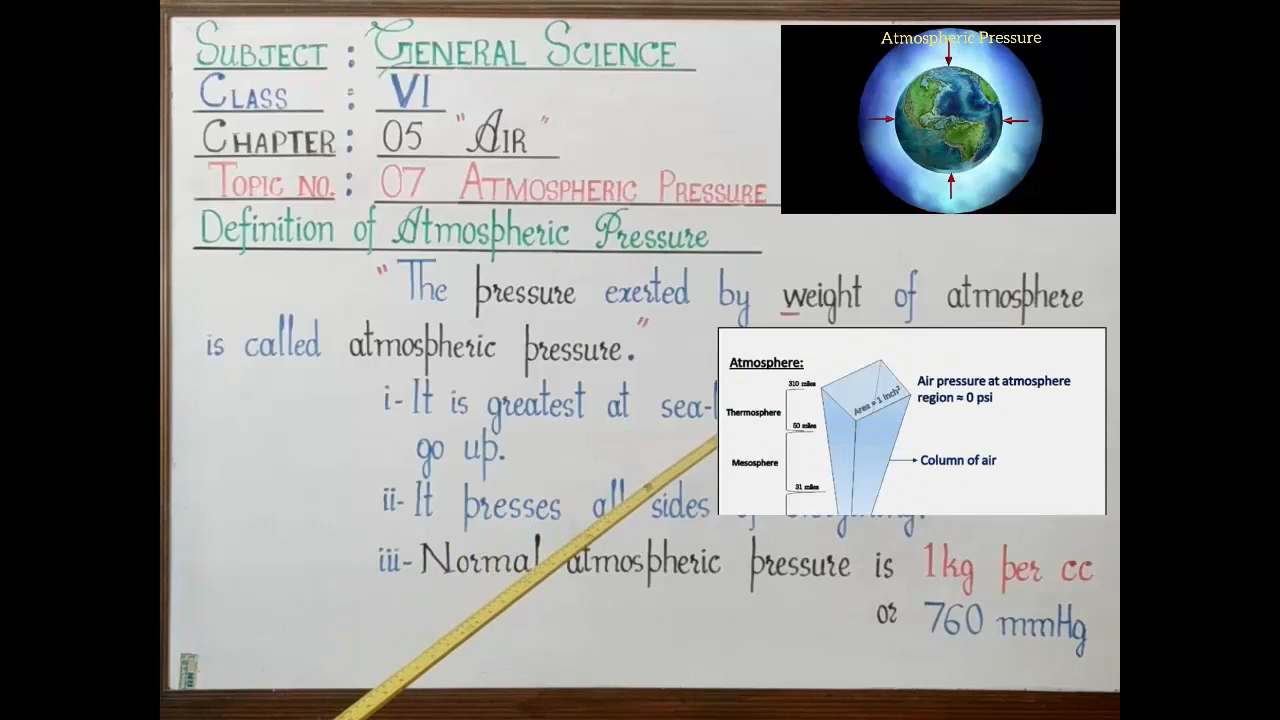 SUBJECT : GENERAL SCIENCE
CLASS : VI
CHAPTER : 05 "AIR"
TOPIC NO. : 07 ATMOSPHERIC PRESSURE
Atmospheric Pressure
Definition of Atmospheric Pressure
"The pressure exerted by weight of atmosphere
is called atmospheric pressure."
i- It is greatest at sea-
go up.
ii- It presses all sides of everything.
iii- Normal atmospheric pressure is 1kg per cc
or 760 mmHg
Atmosphere:
310 miles
Thermosphere
50 miles
Mesosphere
31 miles
Area = 1 inch²
Air pressure at atmosphere
region ≈ 0 psi
Column of air